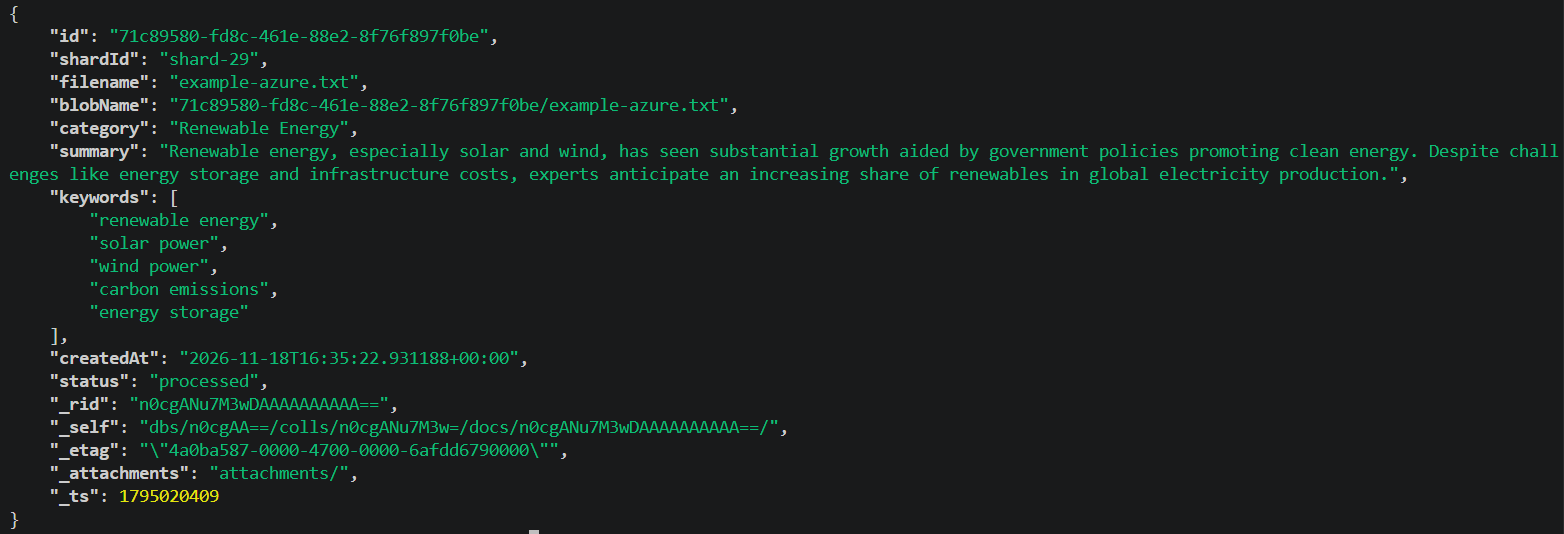 {
    "id": "71c89580-fd8c-461e-88e2-8f76f897f0be",
    "shardId": "shard-29",
    "filename": "example-azure.txt",
    "blobName": "71c89580-fd8c-461e-88e2-8f76f897f0be/example-azure.txt",
    "category": "Renewable Energy",
    "summary": "Renewable energy, especially solar and wind, has seen substantial growth aided by government policies promoting clean energy. Despite chall
enges like energy storage and infrastructure costs, experts anticipate an increasing share of renewables in global electricity production.",
    "keywords": [
        "renewable energy",
        "solar power",
        "wind power",
        "carbon emissions",
        "energy storage"
    ],
    "createdAt": "2026-11-18T16:35:22.931188+00:00",
    "status": "processed",
    "_rid": "n0cgANu7M3wDAAAAAAAAAA==",
    "_self": "dbs/n0cgAA==/colls/n0cgANu7M3w=/docs/n0cgANu7M3wDAAAAAAAAAA==/",
    "_etag": "\"4a0ba587-0000-4700-0000-6afdd6790000\"",
    "_attachments": "attachments/",
    "_ts": 1795020409
}